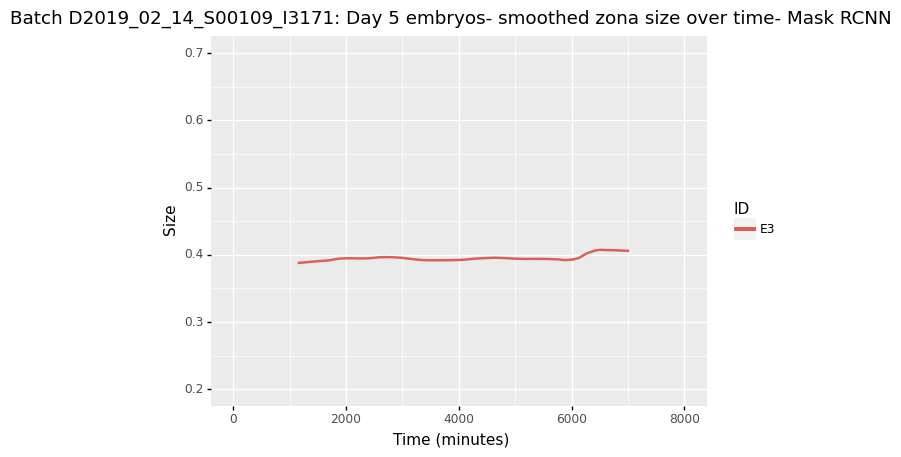 Batch D2019_02_14_S00109_I3171: Day 5 embryos- smoothed zona size over time- Mask RCNN
0.7
0.6
0.5
0.4
0.3
0.2
Size
0 2000 4000 6000 8000
Time (minutes)
ID
E3